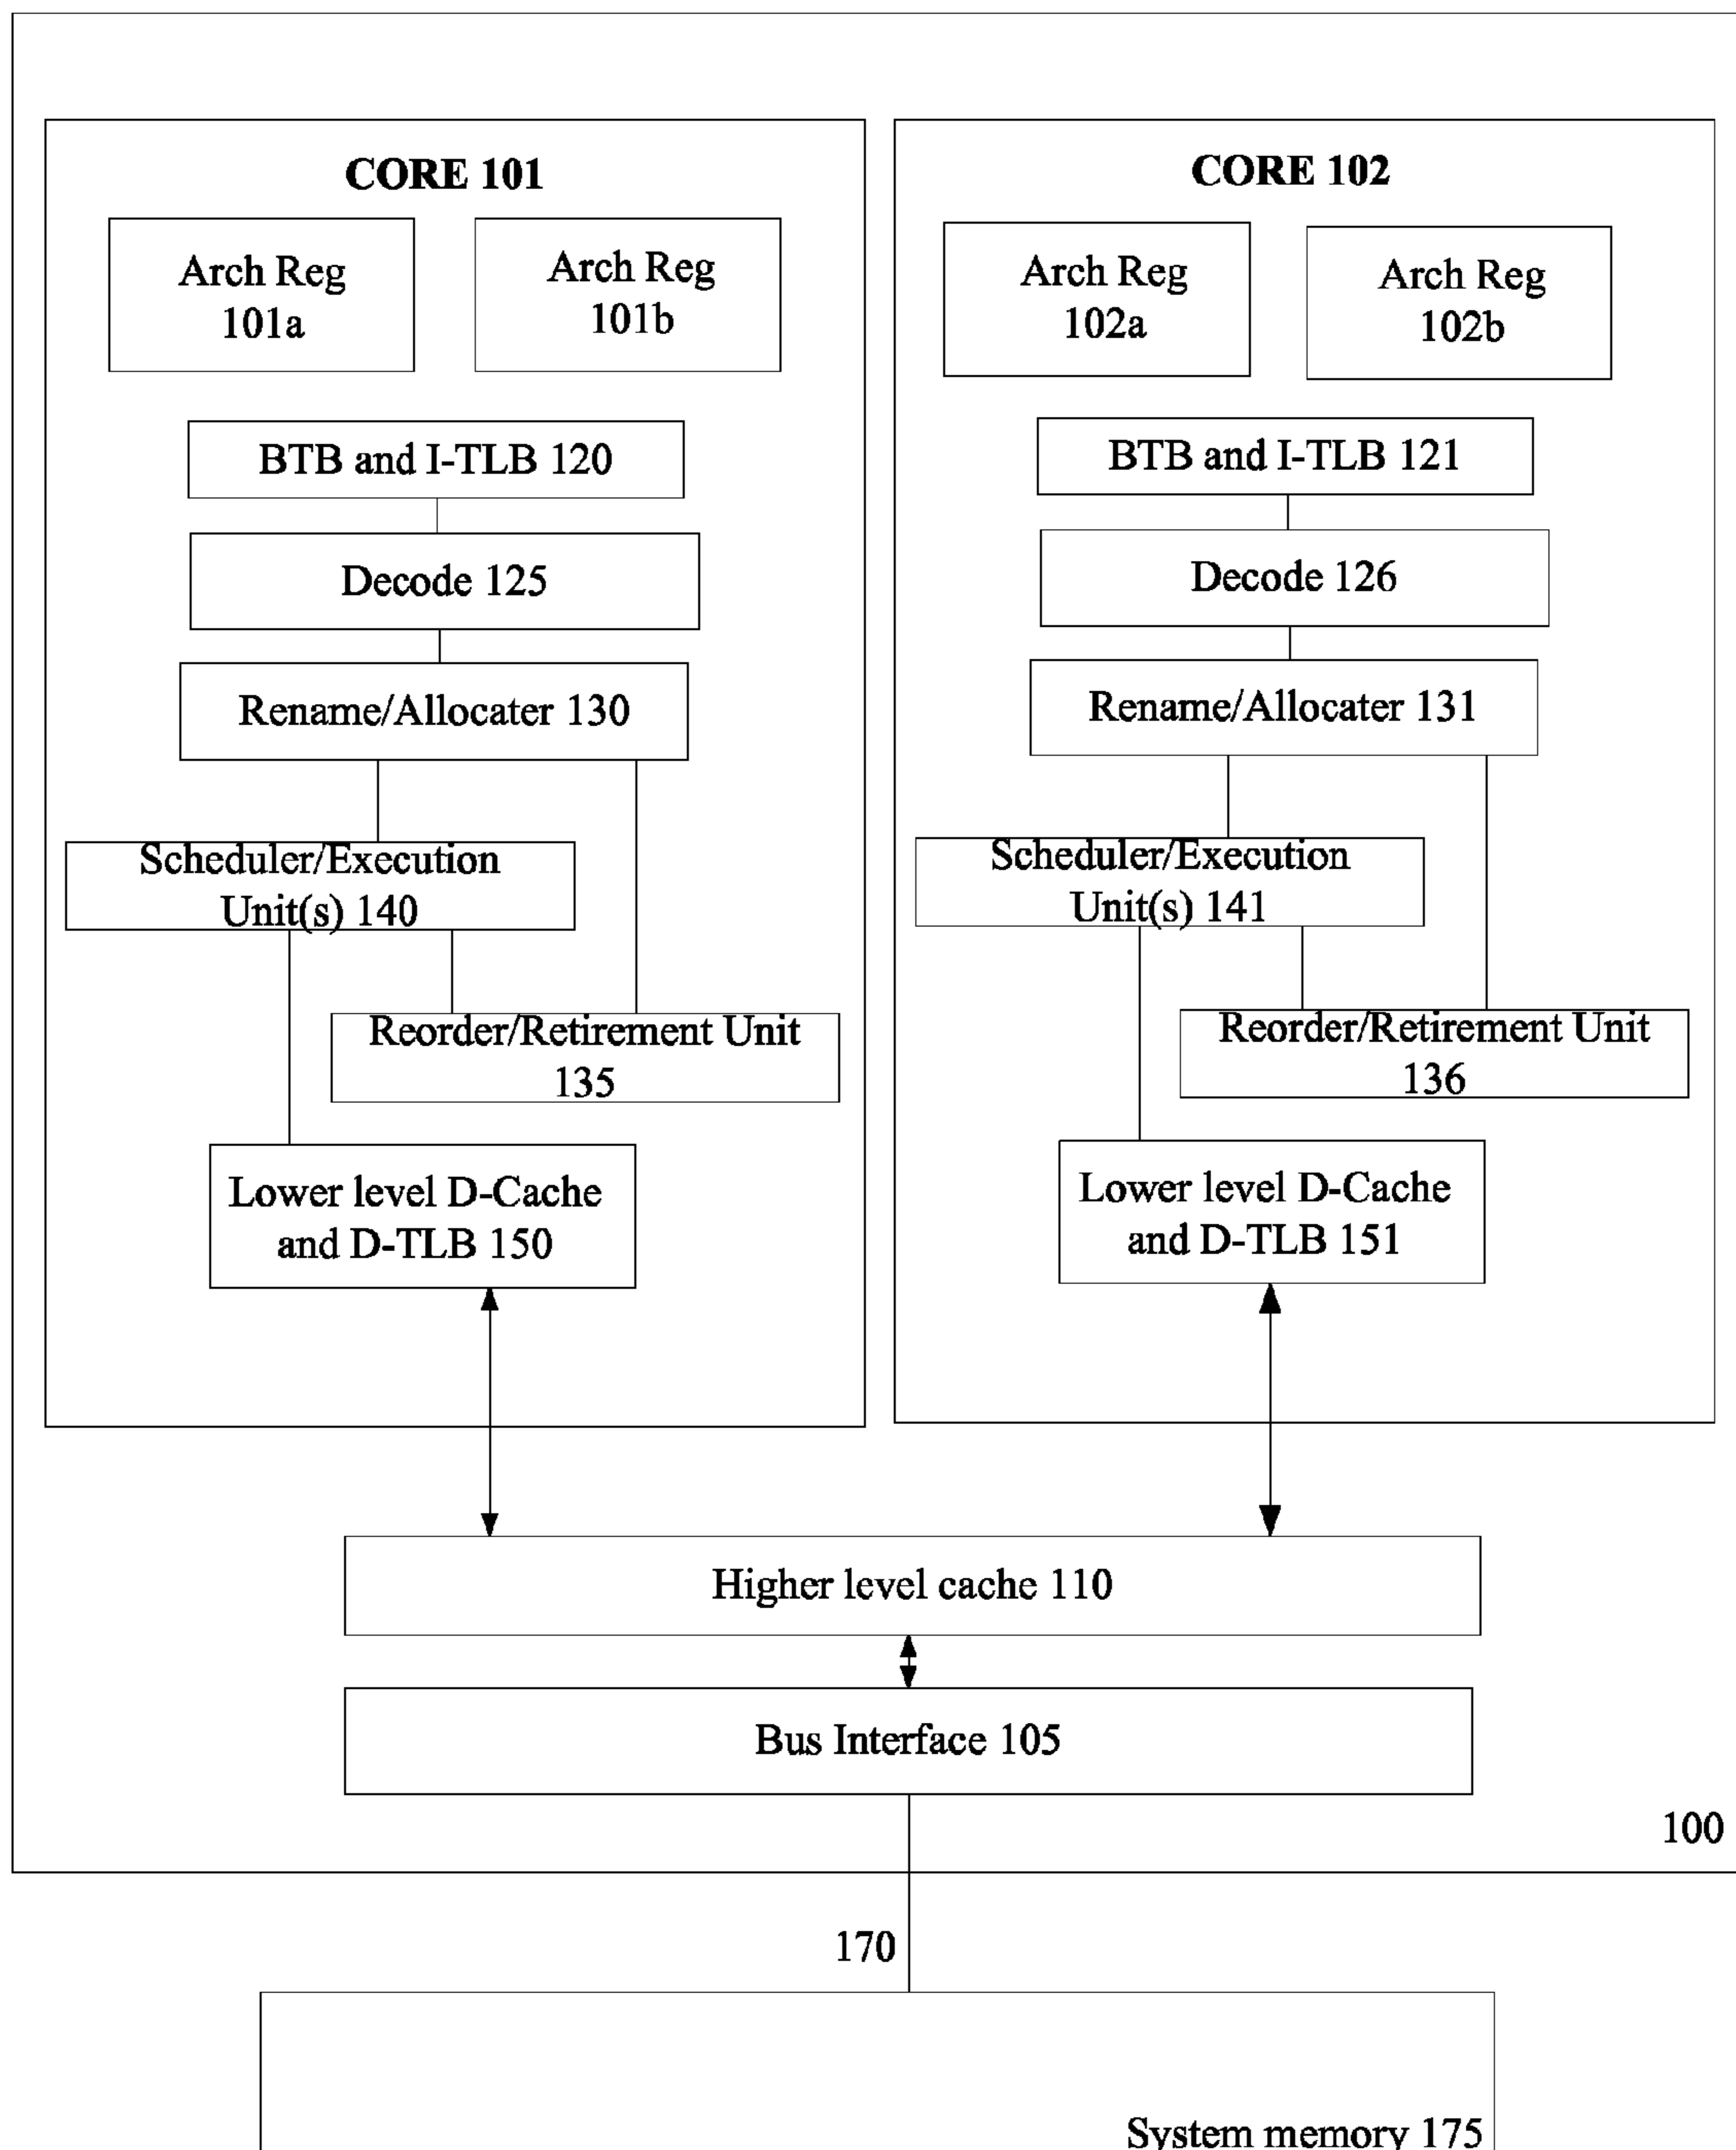 CORE 101
Arch Reg
101a
Arch Reg
101b
BTB and I-TLB 120
Decode 125
Rename/Allocater 130
Scheduler/Execution
Unit(s) 140
Reorder/Retirement Unit
135
Lower level D-Cache
and D-TLB 150
CORE 102
Arch Reg
102a
Arch Reg
102b
BTB and I-TLB 121
Decode 126
Rename/Allocater 131
Scheduler/Execution
Unit(s) 141
Reorder/Retirement Unit
136
Lower level D-Cache
and D-TLB 151
Higher level cache 110
Bus Interface 105
100
170
System memory 175